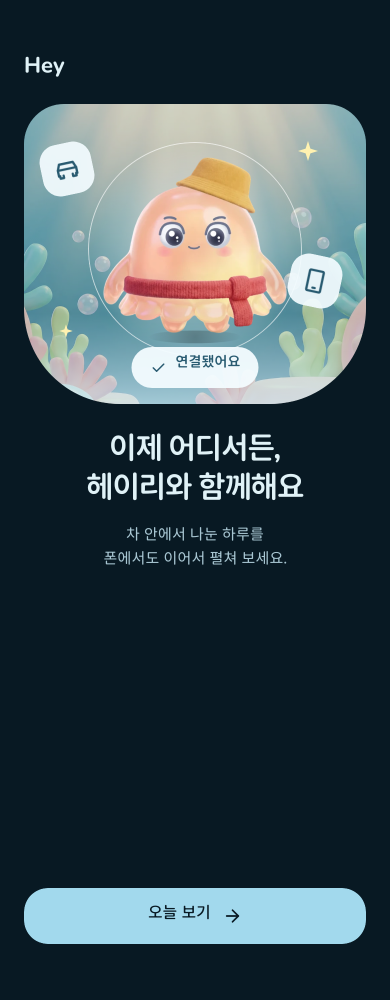 Hey
연결됐어요
이제 어디서든,
헤이리와 함께해요
차 안에서 나눈 하루를
폰에서도 이어서 펼쳐 보세요.
오늘 보기